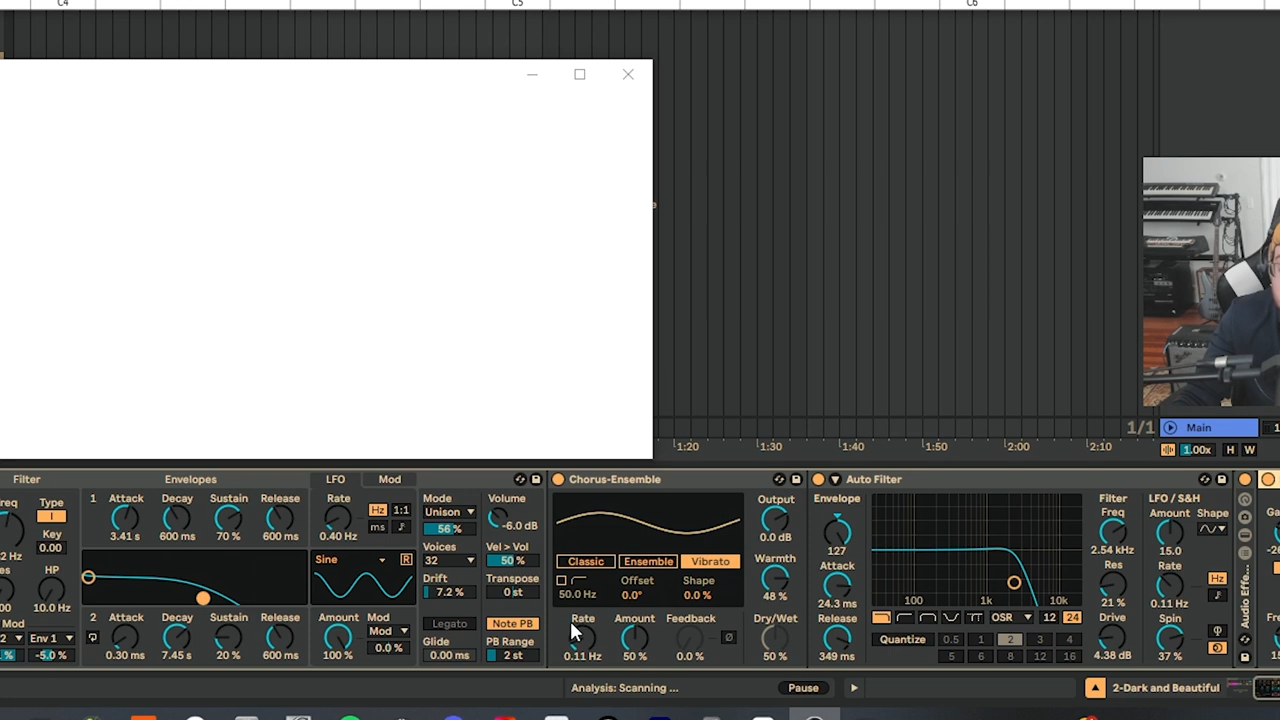 C4 C5 C6
1/1 Main
1:20 1:30 1:40 1:50 2:00 2:10 1.00x H W
Filter Envelopes LFO Mod Chorus-Ensemble Auto Filter
Type 1 Attack Decay Sustain Release Rate Hz 1:1 Mode Volume Output Envelope Filter LFO / S&H
I Unison Freq Amount Shape
Key 3.41 s 600 ms 70 % 600 ms 0.40 Hz ms 56 % -6.0 dB 0.0 dB 127 2.54 kHz 15.0
0.00 Voices Vel > Vol Warmth Attack Res Rate Hz
HP Sine R 32 50 % Classic Ensemble Vibrato
Drift Transpose Offset Shape
10.0 Hz 7.2 % 0 st 50.0 Hz 0.0° 0.0 % 48 % 24.3 ms 100 1k 10k 21 % 0.11 Hz
Mod 2 Attack Decay Sustain Release Amount Mod Legato Note PB Rate Amount Feedback Dry/Wet Release OSR 12 24 Drive Spin
Env 1 Mod Glide PB Range Ø Quantize 0.5 1 2 3 4
-5.0 % 0.30 ms 7.45 s 20 % 600 ms 100 % 0.0 % 0.00 ms 2 st 0.11 Hz 50 % 0.0 % 50 % 349 ms 5 6 8 12 16 4.38 dB 37 %
Analysis: Scanning ... Pause 2-Dark and Beautiful